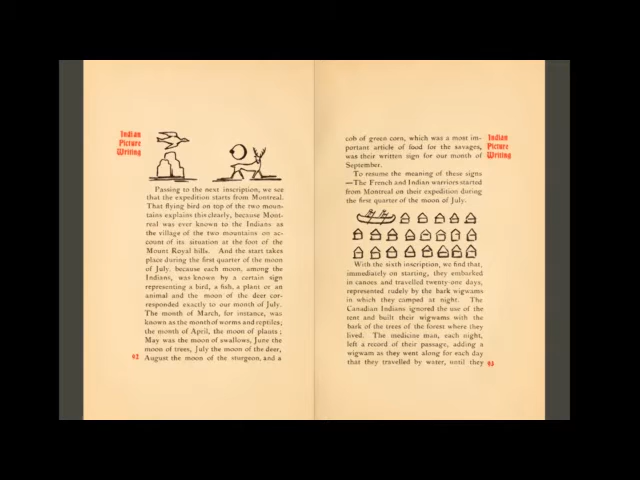 Indian
Picture
Writing
Passing to the next inscription, we see
that the expedition starts from Montreal.
That flying bird on top of the two moun-
tains explains this clearly, because Mont-
real was ever known to the Indians as
the village of the two mountains on ac-
count of its situation at the foot of the
Mount Royal hills. And the start takes
place during the first quarter of the moon
of July, because each moon, among the
Indians, was known by a certain sign
representing a bird, a fish, a plant or an
animal and the moon of the deer cor-
responded exactly to our month of July.
The month of March, for instance, was
known as the month of worms and reptiles;
the month of April, the moon of plants;
May was the moon of swallows, June the
moon of trees, July the moon of the deer,
August the moon of the sturgeon, and a
92
Indian
Picture
Writing
cob of green corn, which was a most im-
portant article of food for the savages,
was their written sign for our month of
September.
To resume the meaning of these signs
—The French and Indian warriors started
from Montreal on their expedition during
the first quarter of the moon of July.
With the sixth inscription, we find that,
immediately on starting, they embarked
in canoes and travelled twenty-one days,
represented rudely by the bark wigwams
in which they camped at night. The
Canadian Indians ignored the use of the
tent and built their wigwams with the
bark of the trees of the forest where they
lived. The medicine man, each night,
left a record of their passage, adding a
wigwam as they went along for each day
that they travelled by water, until they
93